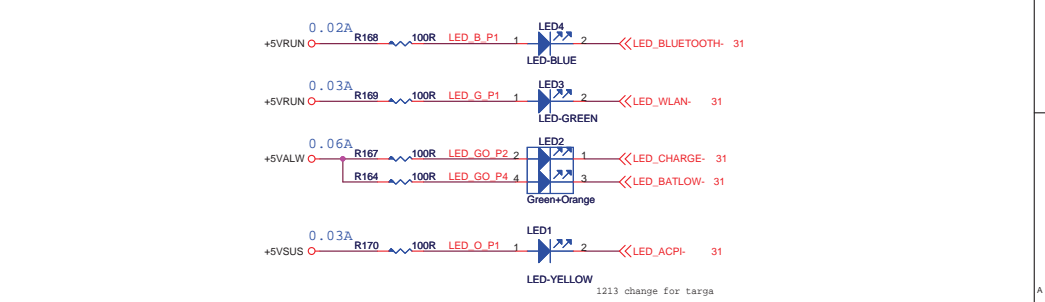 0.02A
+5VRUN R168 100R LED_B_P1 1 LED4 2 LED_BLUETOOTH- 31
LED-BLUE
0.03A
+5VRUN R169 100R LED_G_P1 1 LED3 2 LED_WLAN- 31
LED-GREEN
0.06A
+5VALW R167 100R LED_GO_P2 2 LED2 1 LED_CHARGE- 31
R164 100R LED_GO_P4 4 3 LED_BATLOW- 31
Green+Orange
0.03A
+5VSUS R170 100R LED_O_P1 1 LED1 2 LED_ACPI- 31
LED-YELLOW
1213 change for targa
A